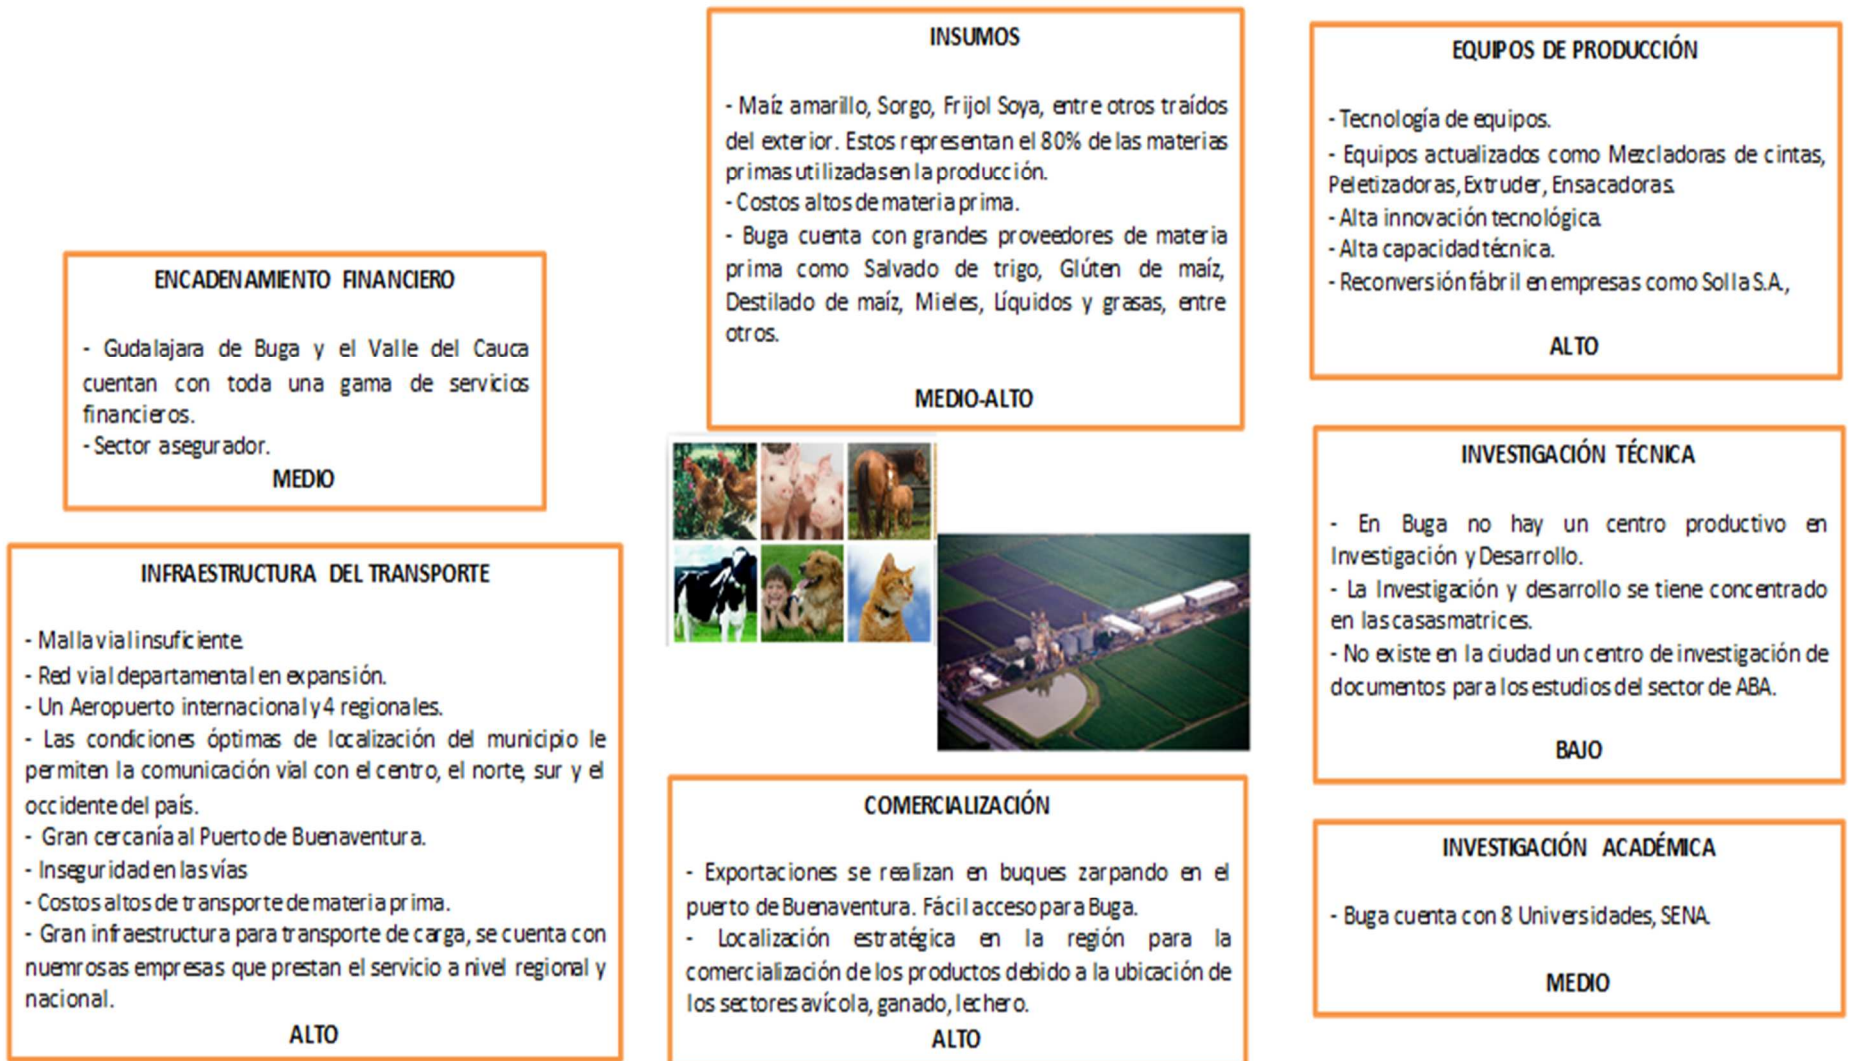 ENCADENAMIENTO FINANCIERO
- Gudalajara de Buga y el Valle del Cauca
cuentan con toda una gama de servicios
financieros.
- Sector asegurador.
MEDIO
INFRAESTRUCTURA DEL TRANSPORTE
- Malla vial insuficiente.
- Red vial departamental en expansión.
- Un Aeropuerto internacional y 4 regionales.
- Las condiciones óptimas de localización del municipio le
permiten la comunicación vial con el centro, el norte, sur y el
occidente del país.
- Gran cercanía al Puerto de Buenaventura.
- Inseguridad en las vías
- Costos altos de transporte de materia prima.
- Gran infraestructura para transporte de carga, se cuenta con
nuemrosas empresas que prestan el servicio a nivel regional y
nacional.
ALTO
INSUMOS
- Maíz amarillo, Sorgo, Frijol Soya, entre otros traídos
del exterior. Estos representan el 80% de las materias
primas utilizadas en la producción.
- Costos altos de materia prima.
- Buga cuenta con grandes proveedores de materia
prima como Salvado de trigo, Glúten de maíz,
Destilado de maíz, Mieles, Líquidos y grasas, entre
otros.
MEDIO-ALTO
COMERCIALIZACIÓN
- Exportaciones se realizan en buques zarpando en el
puerto de Buenaventura. Fácil acceso para Buga.
- Localización estratégica en la región para la
comercialización de los productos debido a la ubicación de
los sectores avícola, ganado, lechero.
ALTO
EQUIPOS DE PRODUCCIÓN
- Tecnología de equipos.
- Equipos actualizados como Mezcladoras de cintas,
Peletizadoras, Extruder, Ensacadoras.
- Alta innovación tecnológica.
- Alta capacidad técnica.
- Reconversión fábril en empresas como Solla S.A.,
ALTO
INVESTIGACIÓN TÉCNICA
- En Buga no hay un centro productivo en
Investigación y Desarrollo.
- La Investigación y desarrollo se tiene concentrado
en las casas matrices.
- No existe en la ciudad un centro de investigación de
documentos para los estudios del sector de ABA.
BAJO
INVESTIGACIÓN ACADÉMICA
- Buga cuenta con 8 Universidades, SENA.
MEDIO